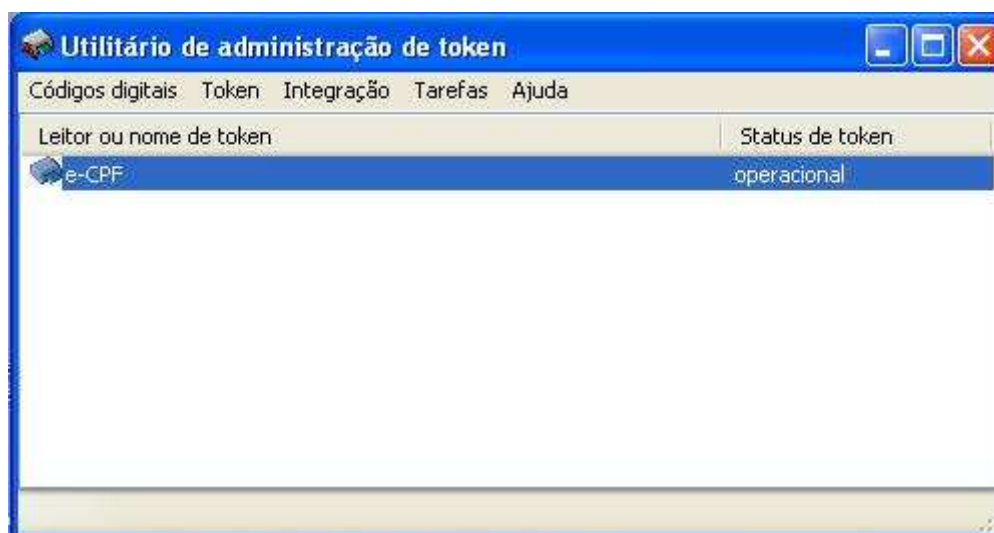 Utilitário de administração de token
Códigos digitais Token Integração Tarefas Ajuda
Leitor ou nome de token Status de token
e-CPF operacional